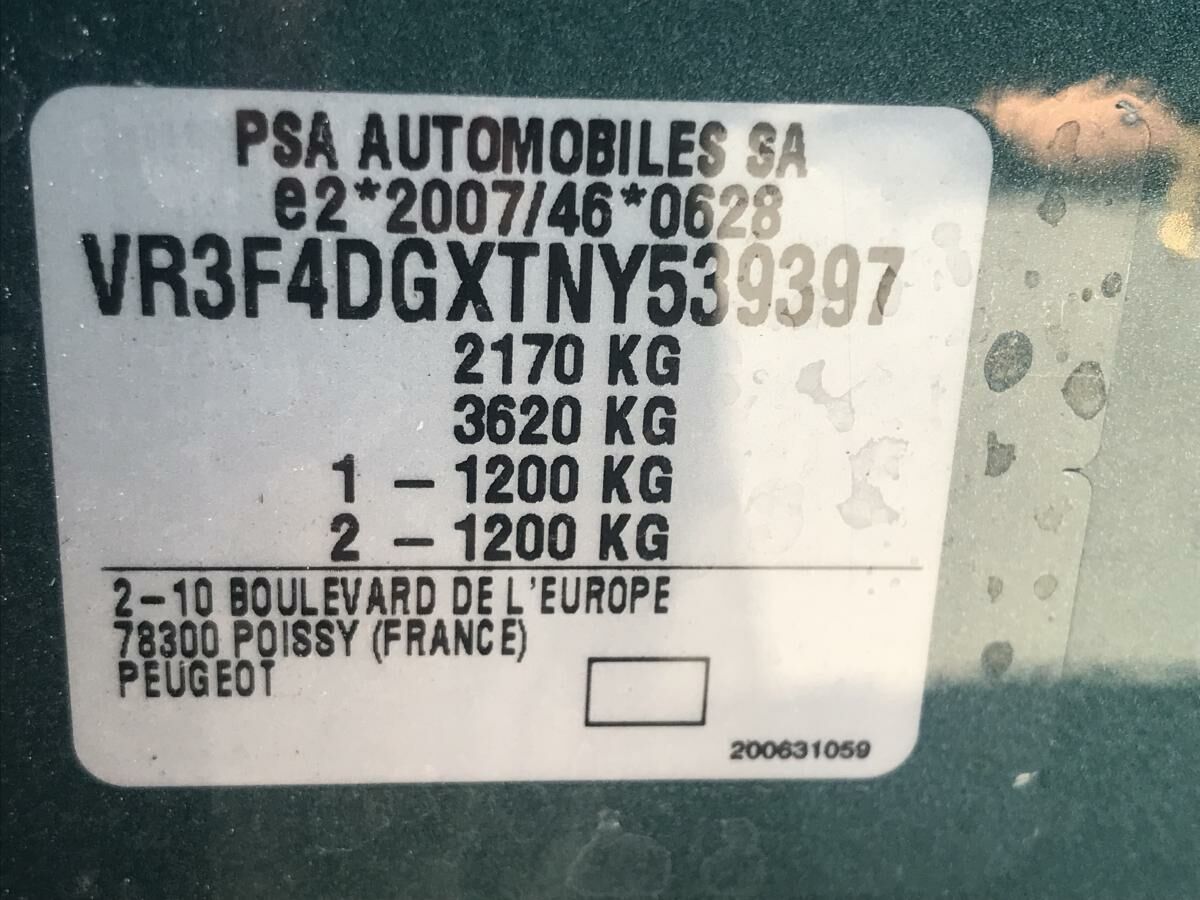 PSA AUTOMOBILES SA
e2*2007/46*0628
VR3F4DGXTNY539397
2170 KG
3620 KG
1 – 1200 KG
2 – 1200 KG
2–10 BOULEVARD DE L'EUROPE
78300 POISSY (FRANCE)
PEUGEOT
200631059